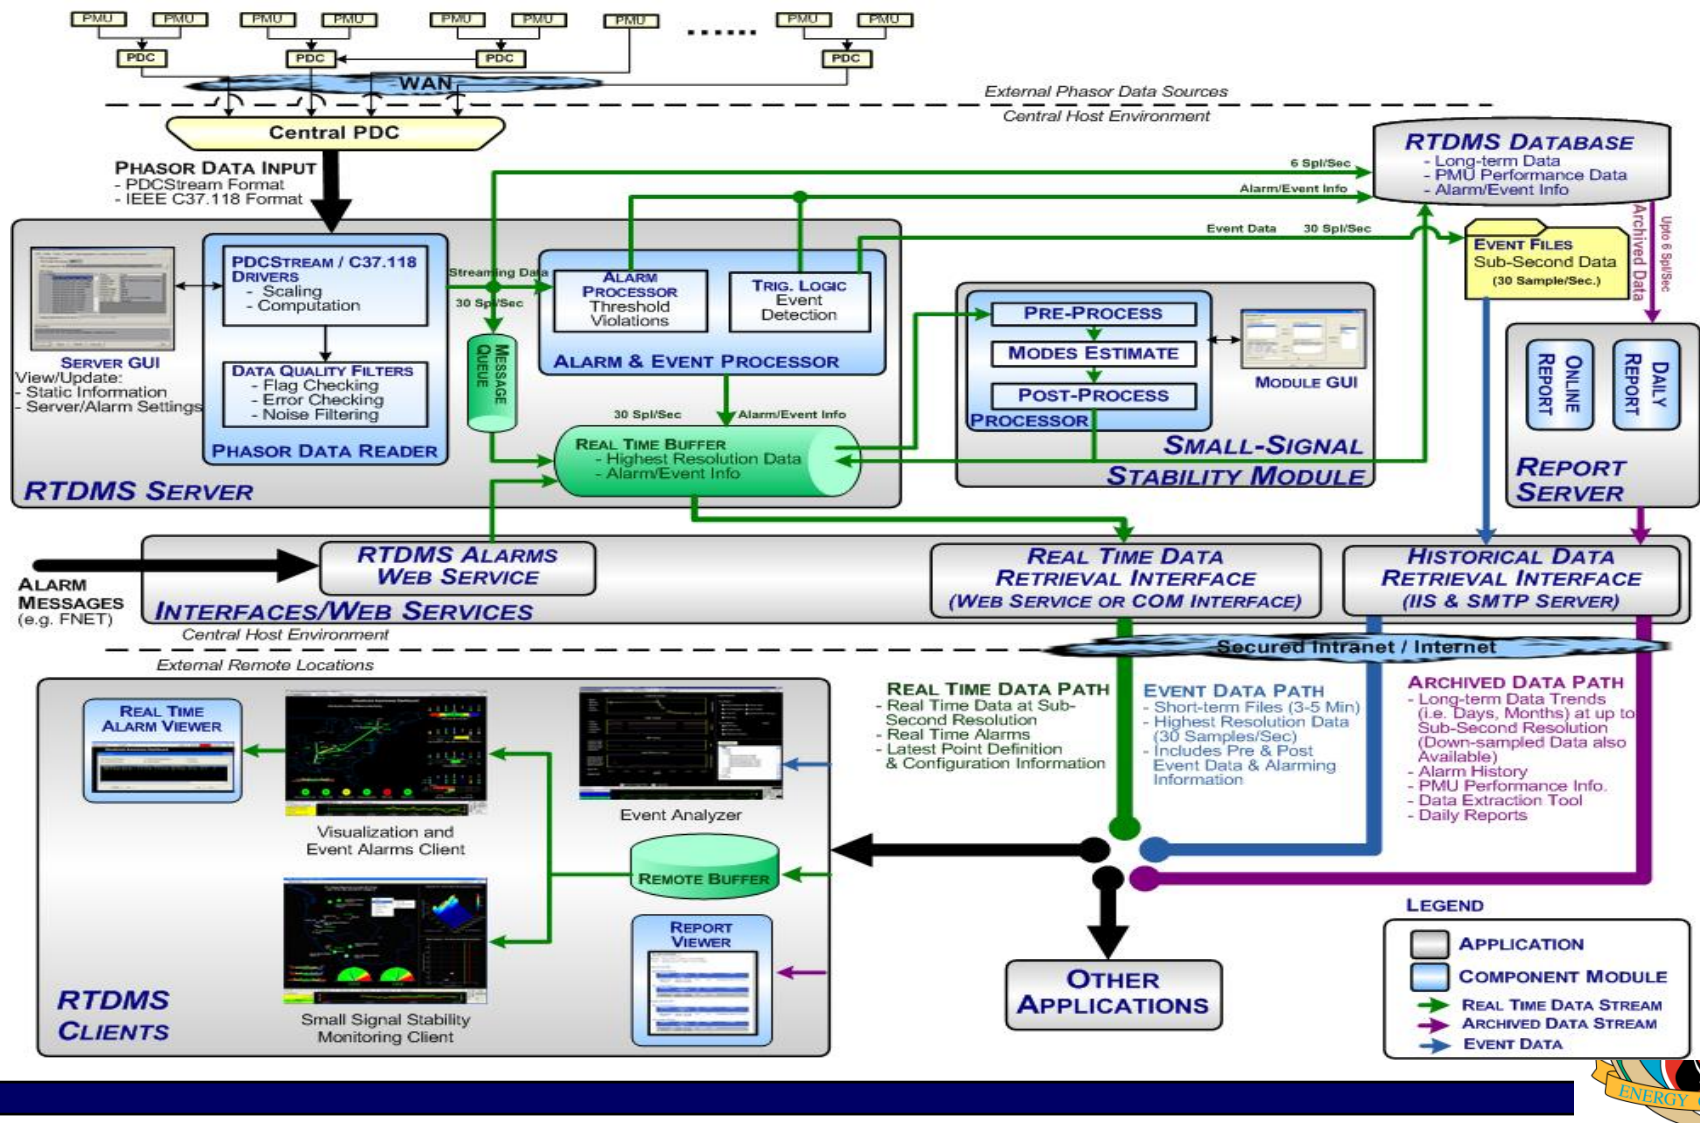 PMU PMU PMU PMU PMU PMU PMU PMU PMU
PDC PDC PDC PDC
WAN
External Phasor Data Sources
Central Host Environment
Central PDC
PHASOR DATA INPUT
- PDCStream Format
- IEEE C37.118 Format
6 Spl/Sec
Alarm/Event Info
Event Data 30 Spl/Sec
RTDMS DATABASE
- Long-term Data
- PMU Performance Data
- Alarm/Event Info
Upto 6 Spl/Sec
Archived Data
EVENT FILES
Sub-Second Data
(30 Sample/Sec.)
SERVER GUI
View/Update:
- Static Information
- Server/Alarm Settings
PDCSTREAM / C37.118
DRIVERS
- Scaling
- Computation
DATA QUALITY FILTERS
- Flag Checking
- Error Checking
- Noise Filtering
PHASOR DATA READER
RTDMS SERVER
Streaming Data
30 Spl/Sec
MESSAGE
QUEUE
ALARM
PROCESSOR
Threshold
Violations
TRIG. LOGIC
Event
Detection
ALARM & EVENT PROCESSOR
30 Spl/Sec
Alarm/Event Info
REAL TIME BUFFER
- Highest Resolution Data
- Alarm/Event Info
PRE-PROCESS
MODES ESTIMATE
POST-PROCESS
PROCESSOR
MODULE GUI
SMALL-SIGNAL
STABILITY MODULE
ONLINE
REPORT
DAILY
REPORT
REPORT
SERVER
ALARM
MESSAGES
(e.g. FNET)
RTDMS ALARMS
WEB SERVICE
INTERFACES/WEB SERVICES
REAL TIME DATA
RETRIEVAL INTERFACE
(WEB SERVICE OR COM INTERFACE)
HISTORICAL DATA
RETRIEVAL INTERFACE
(IIS & SMTP SERVER)
Central Host Environment
External Remote Locations
Secured Intranet / Internet
REAL TIME DATA PATH
- Real Time Data at Sub-
Second Resolution
- Real Time Alarms
- Latest Point Definition
& Configuration Information
EVENT DATA PATH
- Short-term Files (3-5 Min)
- Highest Resolution Data
(30 Samples/Sec)
- Includes Pre & Post
Event Data & Alarming
Information
ARCHIVED DATA PATH
- Long-term Data Trends
(i.e. Days, Months) at up to
Sub-Second Resolution
(Down-sampled Data also
Available)
- Alarm History
- PMU Performance Info.
- Data Extraction Tool
- Daily Reports
REAL TIME
ALARM VIEWER
Visualization and
Event Alarms Client
Event Analyzer
REMOTE BUFFER
REPORT
VIEWER
Small Signal Stability
Monitoring Client
RTDMS
CLIENTS
OTHER
APPLICATIONS
LEGEND
APPLICATION
COMPONENT MODULE
REAL TIME DATA STREAM
ARCHIVED DATA STREAM
EVENT DATA
ENERGY